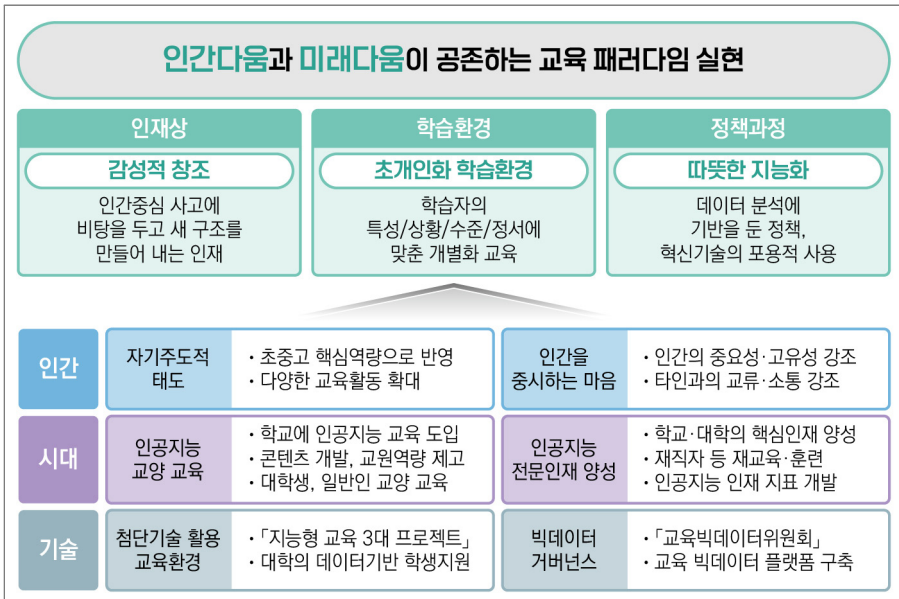 인간다움과 미래다움이 공존하는 교육 패러다임 실현
인재상
감성적 창조
인간중심 사고에
비탕을 두고 새 구조를
만들어 내는 인재
학습환경
초개인화 학습환경
학습자의
특성/상황/수준/정서에
맞춘 개별화 교육
정책과정
따뜻한 지능화
데이터 분석에
기반을 둔 정책,
혁신기술의 포용적 사용
인간
자기주도적
태도
· 초중고 핵심역량으로 반영
· 다양한 교육활동 확대
인간을
중시하는 마음
· 인간의 중요성·고유성 강조
· 타인과의 교류·소통 강조
시대
인공지능
교양 교육
· 학교에 인공지능 교육 도입
· 콘텐츠 개발, 교원역량 제고
· 대학생, 일반인 교양 교육
인공지능
전문인재 양성
· 학교·대학의 핵심인재 양성
· 재직자 등 재교육·훈련
· 인공지능 인재 지표 개발
기술
첨단기술 활용
교육환경
· 「지능형 교육 3대 프로젝트」
· 대학의 데이터기반 학생지원
빅데이터
거버넌스
· 「교육빅데이터위원회」
· 교육 빅데이터 플랫폼 구축